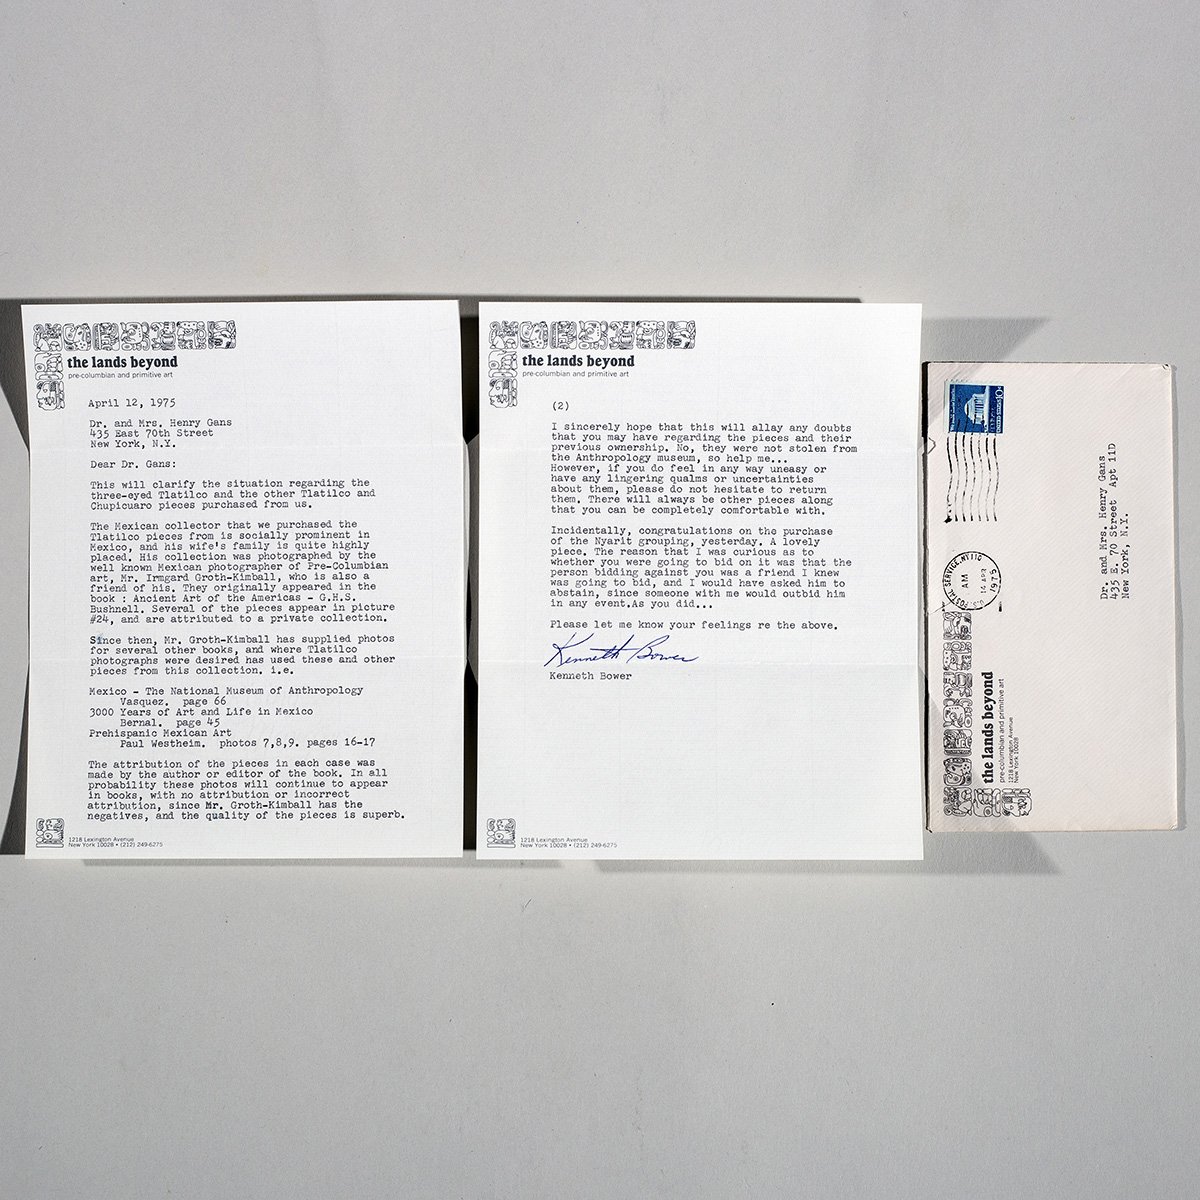 the lands beyond
pre-columbian and primitive art
April 12, 1975
Dr. and Mrs. Henry Gans
435 East 70th Street
New York, N.Y.
Dear Dr. Gans:
This will clarify the situation regarding the
three-eyed Tlatilco and the other Tlatilco and
Chupicuaro pieces purchased from us.
The Mexican collector that we purchased the
Tlatilco pieces from is socially prominent in
Mexico, and his wife's family is quite highly
placed. His collection was photographed by the
well known Mexican photographer of Pre-Columbian
art, Mr. Irmgard Groth-Kimball, who is also a
friend of his. They originally appeared in the
book : Ancient Art of the Americas - G.H.S.
Bushnell. Several of the pieces appear in picture
#24, and are attributed to a private collection.
Since then, Mr. Groth-Kimball has supplied photos
for several other books, and where Tlatilco
photographs were desired has used these and other
pieces from this collection. i.e.
Mexico - The National Museum of Anthropology
Vasquez. page 66
3000 Years of Art and Life in Mexico
Bernal. page 45
Prehispanic Mexican Art
Paul Westheim. photos 7,8,9. pages 16-17
The attribution of the pieces in each case was
made by the author or editor of the book. In all
probability these photos will continue to appear
in books, with no attribution or incorrect
attribution, since Mr. Groth-Kimball has the
negatives, and the quality of the pieces is superb.
1218 Lexington Avenue
New York 10028 • (212) 249-6275
the lands beyond
pre-columbian and primitive art
(2)
I sincerely hope that this will allay any doubts
that you may have regarding the pieces and their
previous ownership. No, they were not stolen from
the Anthropology museum, so help me...
However, if you do feel in any way uneasy or
have any lingering qualms or uncertainties
about them, please do not hesitate to return
them. There will always be other pieces along
that you can be completely comfortable with.
Incidentally, congratulations on the purchase
of the Nyarit grouping, yesterday. A lovely
piece. The reason that I was curious as to
whether you were going to bid on it was that the
person bidding against you was a friend I knew
was going to bid, and I would have asked him to
abstain, since someone with me would outbid him
in any event.As you did...
Please let me know your feelings re the above.
Kenneth Bower
Kenneth Bower
1218 Lexington Avenue
New York 10028 • (212) 249-6275
the lands beyond
pre-columbian and primitive art
1218 Lexington Avenue
New York 10028
U.S. POSTAL SERVICE, NY 110
AM
14 APR
1975
Dr. and Mrs. Henry Gans
435 E. 70 Street Apt 11D
New York, N.Y.